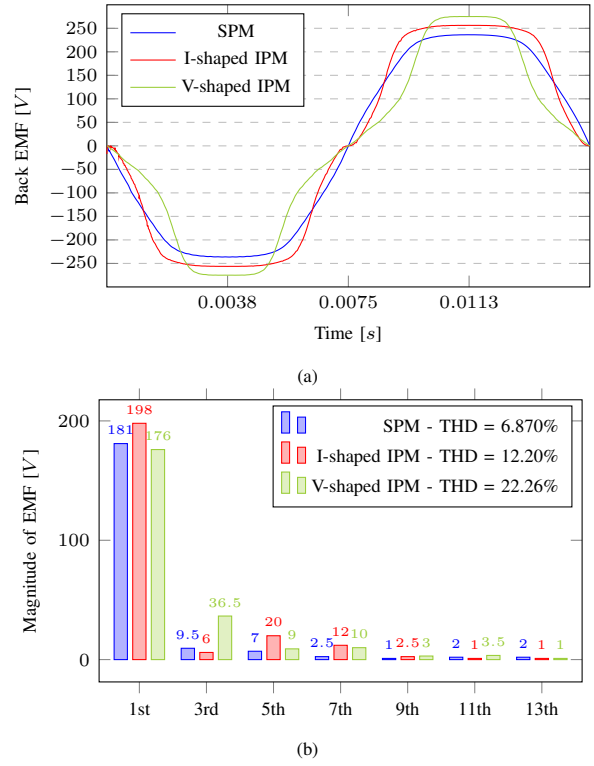 SPM
I-shaped IPM
V-shaped IPM
250
200
150
100
50
0
−50
−100
−150
−200
−250
Back EMF [V]
0.0038
0.0075
0.0113
Time [s]
(a)
SPM - THD = 6.870%
I-shaped IPM - THD = 12.20%
V-shaped IPM - THD = 22.26%
200
100
0
Magnitude of EMF [V]
181
198
176
9.5
6
36.5
7
20
9
2.5
12
10
1
2.5
3
2
1
3.5
2
1
1
1st
3rd
5th
7th
9th
11th
13th
(b)